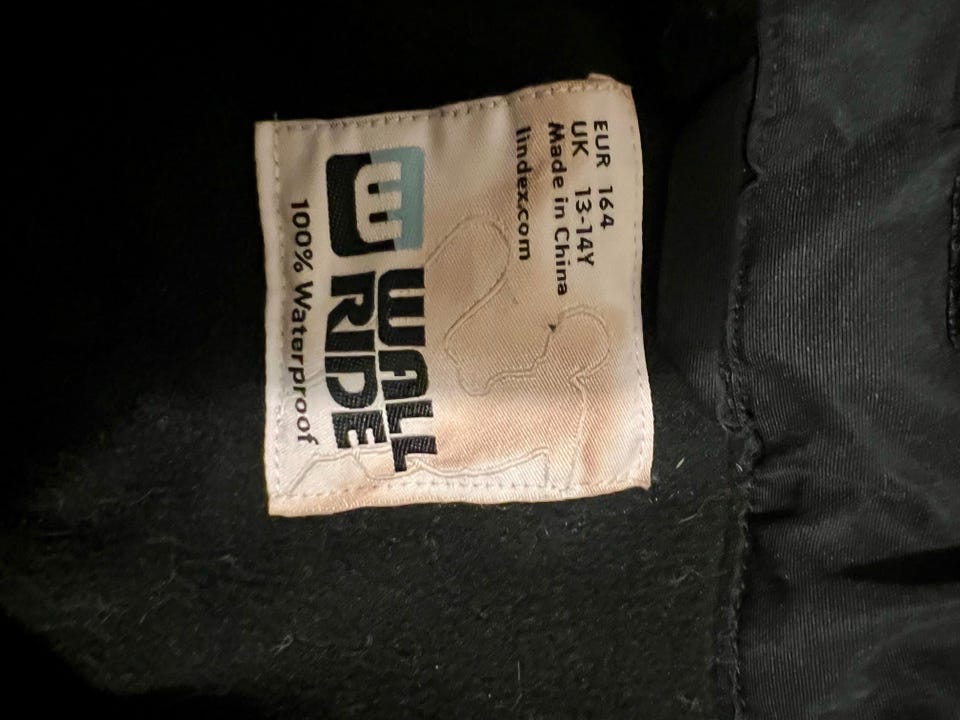 EUR 164
UK 13-14Y
Made in China
lindex.com
WALL
RIDE
100% Waterproof